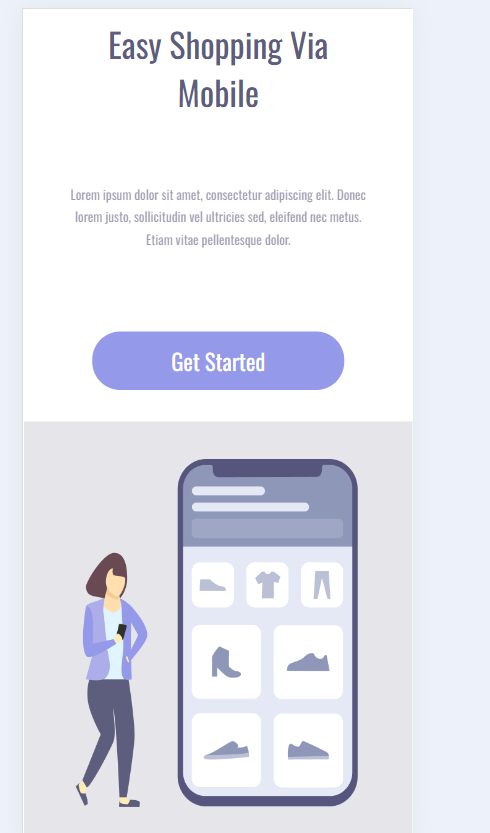 Easy Shopping Via
Mobile
Lorem ipsum dolor sit amet, consectetur adipiscing elit. Donec
lorem justo, sollicitudin vel ultricies sed, eleifend nec metus.
Etiam vitae pellentesque dolor.
Get Started